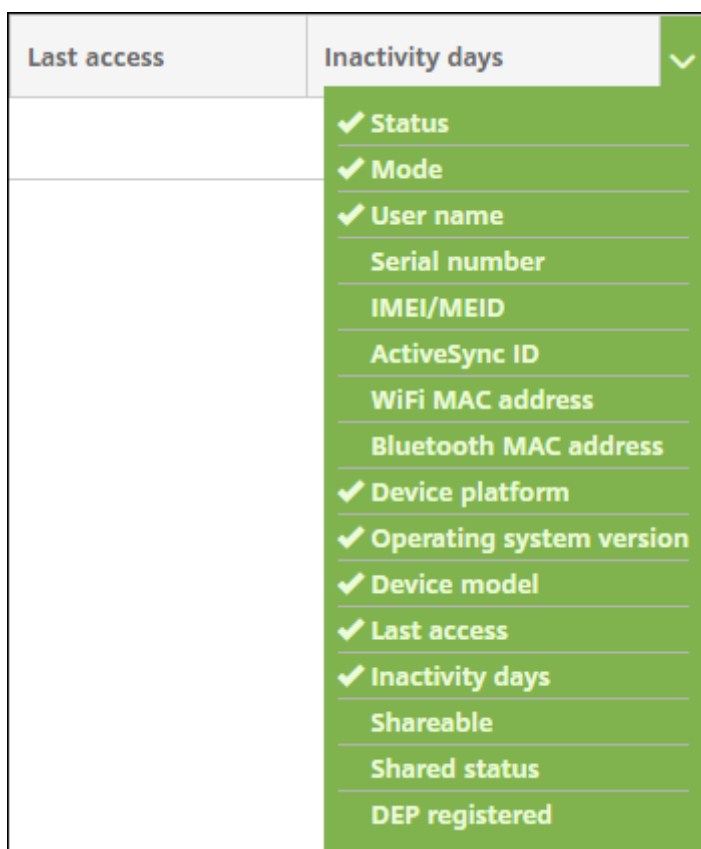 Last access
Inactivity days
Status
Mode
User name
Serial number
IMEI/MEID
ActiveSync ID
WiFi MAC address
Bluetooth MAC address
Device platform
Operating system version
Device model
Last access
Inactivity days
Shareable
Shared status
DEP registered